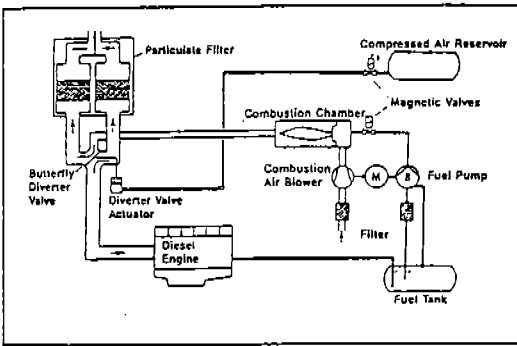 Particulate Filter
Compressed Air Reservoir
Magnetic Valves
Combustion Chamber
Butterfly
Diverter
Valve
Diverter Valve
Actuator
Combustion
Air Blower
M
Fuel Pump
Filter
Diesel
Engine
Fuel Tank